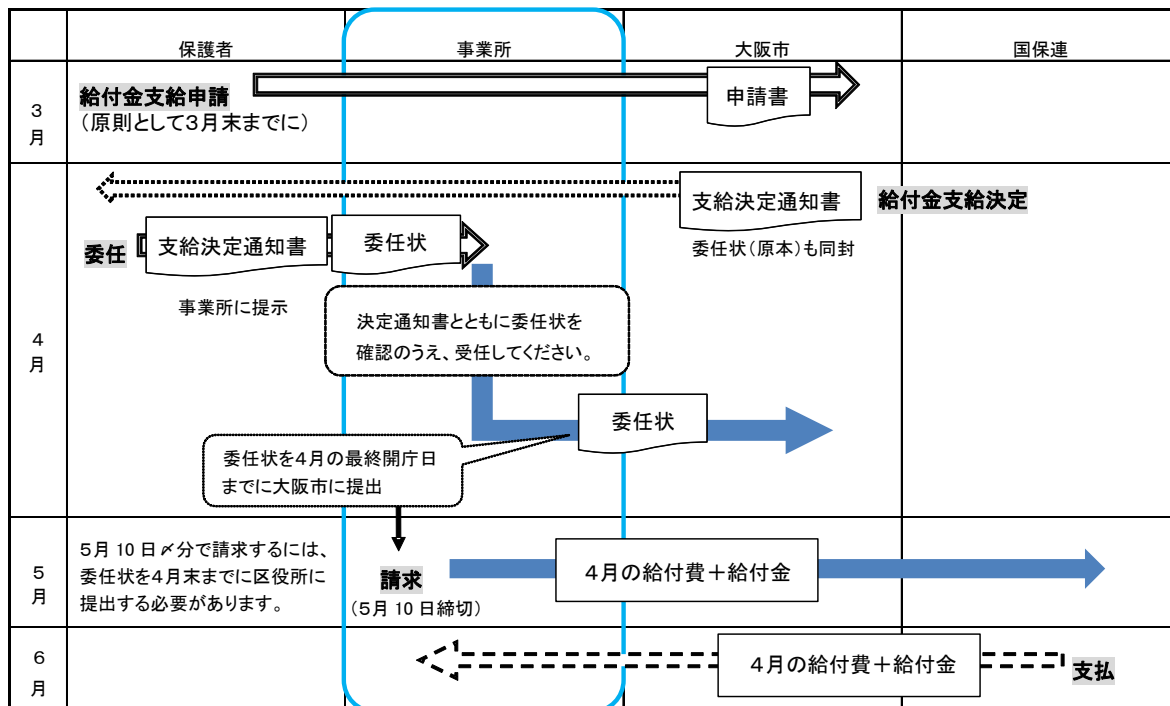 保護者
事業所
大阪市
国保連
3
月
給付金支給申請
（原則として3月末までに）
申請書
4
月
支給決定通知書
給付金支給決定
委任状（原本）も同封
委任
支給決定通知書
委任状
事業所に提示
決定通知書とともに委任状を
確認のうえ、受任してください。
委任状
委任状を4月の最終開庁日
までに大阪市に提出
5
月
5月 10 日〆分で請求するには、
委任状を4月末までに区役所に
提出する必要があります。
請求
（5月 10 日締切）
4月の給付費＋給付金
6
月
4月の給付費＋給付金
支払